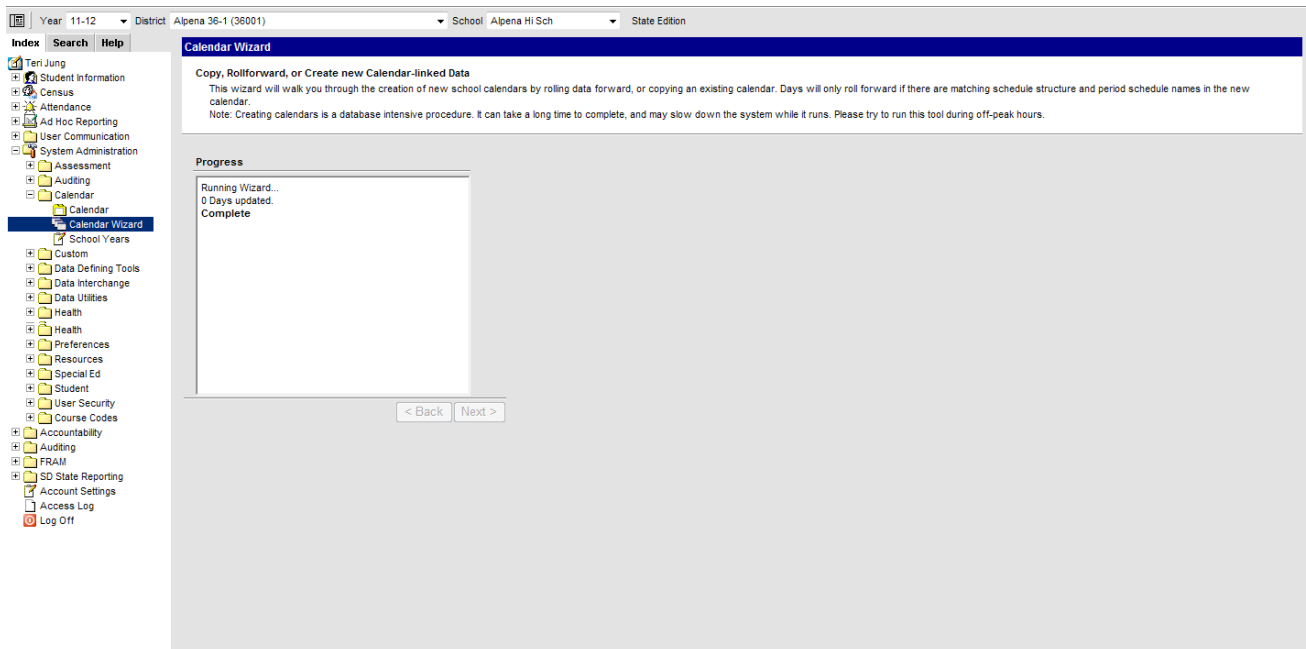 Year 11-12 District Alpena 36-1 (36001) School Alpena Hi Sch State Edition
Index Search Help
Teri Jung
Student Information
Census
Attendance
Ad Hoc Reporting
User Communication
System Administration
Assessment
Auditing
Calendar
Calendar
Calendar Wizard
School Years
Custom
Data Defining Tools
Data Interchange
Data Utilities
Health
Health
Preferences
Resources
Special Ed
Student
User Security
Course Codes
Accountability
Auditing
FRAM
SD State Reporting
Account Settings
Access Log
Log Off
Calendar Wizard
Copy, Rollforward, or Create new Calendar-linked Data
This wizard will walk you through the creation of new school calendars by rolling data forward, or copying an existing calendar. Days will only roll forward if there are matching schedule structure and period schedule names in the new
calendar.
Note: Creating calendars is a database intensive procedure. It can take a long time to complete, and may slow down the system while it runs. Please try to run this tool during off-peak hours.
Progress
Running Wizard...
0 Days updated.
Complete
< Back Next >